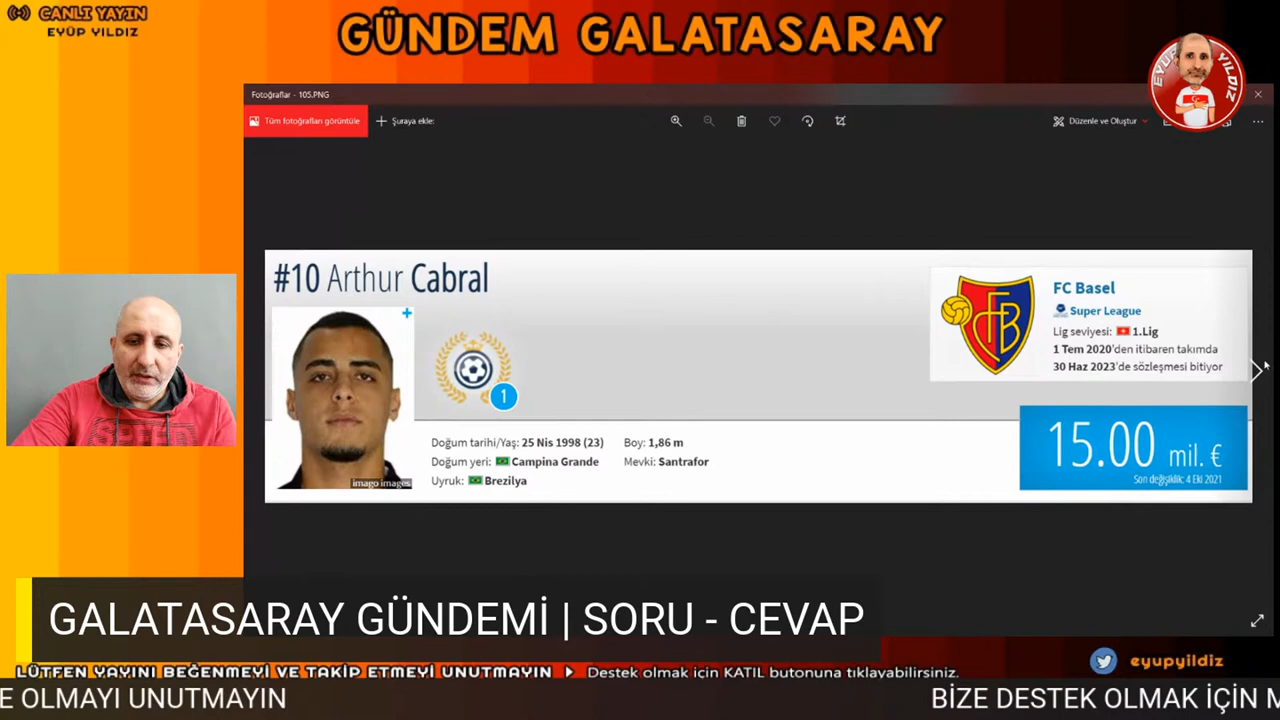 CANLI YAYIN
EYÜP YILDIZ
GÜNDEM GALATASARAY
EYÜP YILDIZ
Fotoğraflar - 105.PNG
Tüm fotoğrafları görüntüle
Şuraya ekle:
Düzenle ve Oluştur
#10 Arthur Cabral
FC Basel
Super League
Lig seviyesi: 1.Lig
1 Tem 2020'den itibaren takımda
30 Haz 2023'de sözleşmesi bitiyor
1
imago images
Doğum tarihi/Yaş: 25 Nis 1998 (23)
Doğum yeri: Campina Grande
Uyruk: Brezilya
Boy: 1,86 m
Mevki: Santrafor
15.00 mil. €
Son değişiklik: 4 Eki 2021
GALATASARAY GÜNDEMİ | SORU - CEVAP
LÜTFEN YAYINI BEĞENMEYİ VE TAKİP ETMEYİ UNUTMAYIN
Destek olmak için KATIL butonuna tıklayabilirsiniz.
eyupyildiz
E OLMAYI UNUTMAYIN
BİZE DESTEK OLMAK İÇİN M